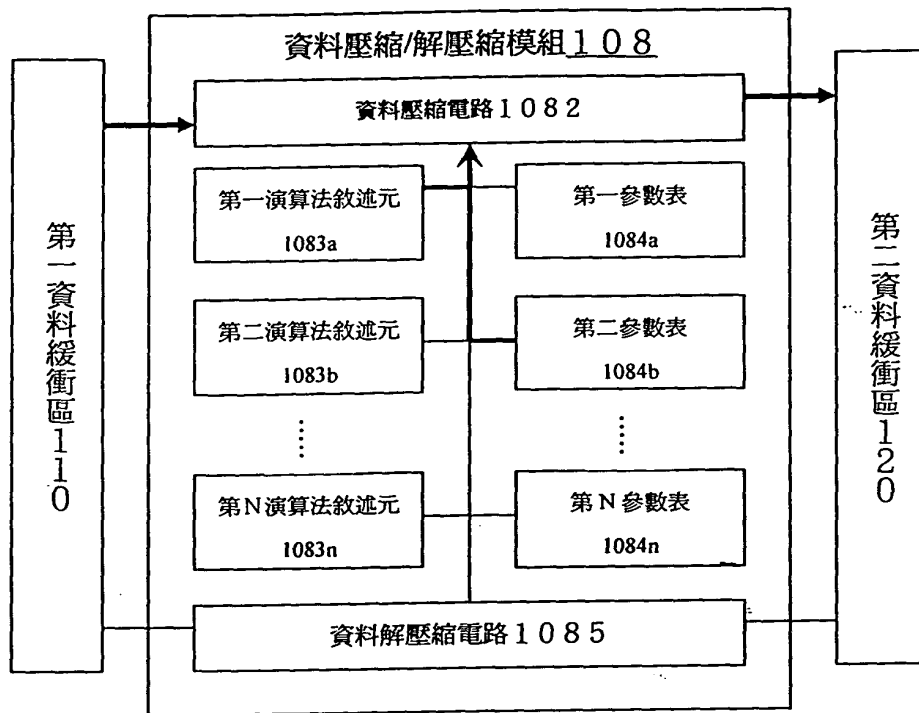 資料壓縮/解壓縮模組108
資料壓縮電路1082
第一演算法敘述元
1083a
第一參數表
1084a
第二演算法敘述元
1083b
第二參數表
1084b
第N演算法敘述元
1083n
第N參數表
1084n
資料解壓縮電路1085
第一資料緩衝區110
第二資料緩衝區120